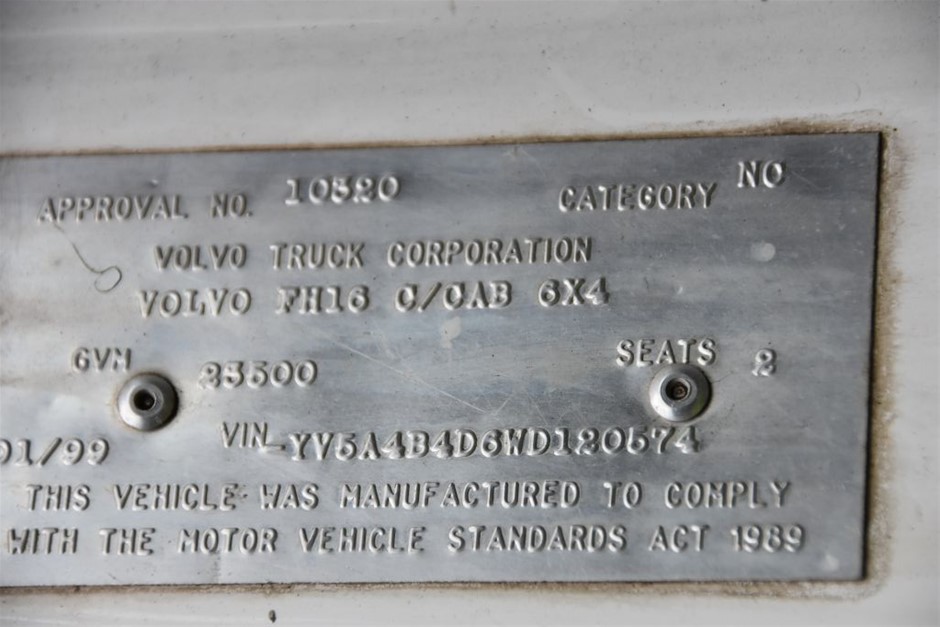 APPROVAL NO. 10520 CATEGORY NC
VOLVO TRUCK CORPORATION
VOLVO FH16 C/CAB 6X4
GVM 23500 SEATS 2
01/99 VIN YV5A4B4D6WD120574
THIS VEHICLE WAS MANUFACTURED TO COMPLY
WITH THE MOTOR VEHICLE STANDARDS ACT 1989